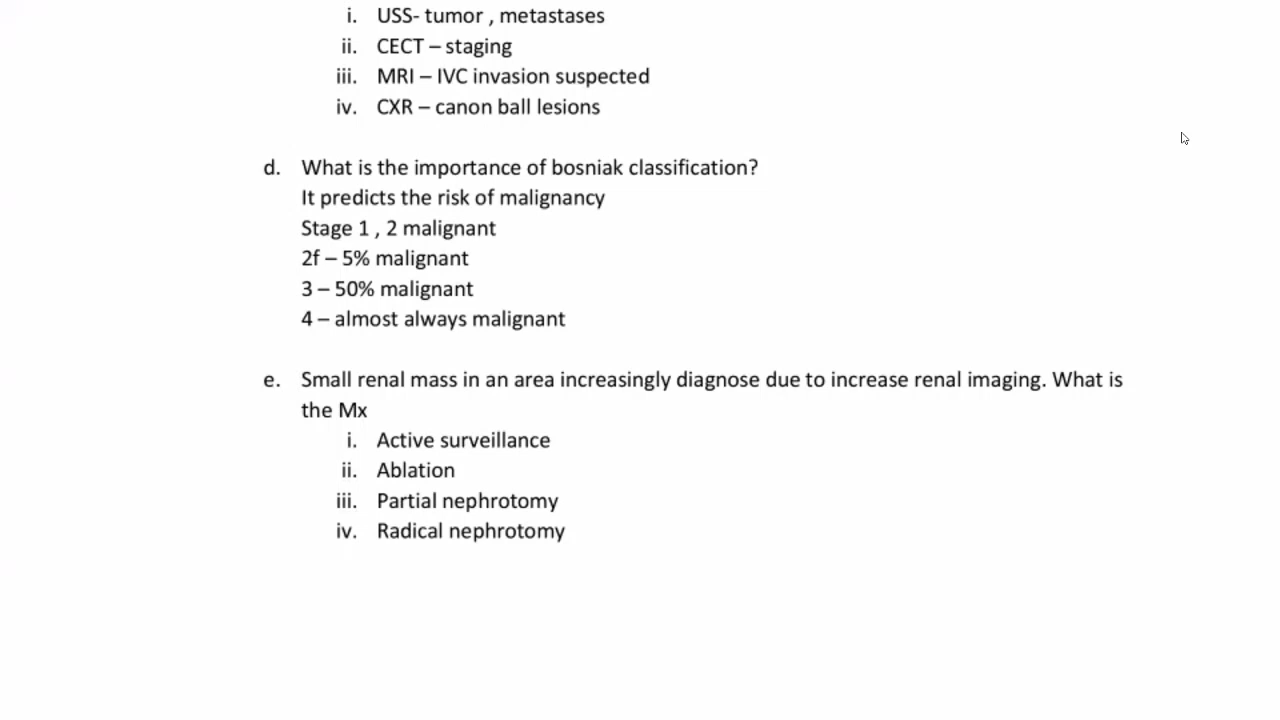 i. USS- tumor , metastases
ii. CECT – staging
iii. MRI – IVC invasion suspected
iv. CXR – canon ball lesions
d. What is the importance of bosniak classification?
It predicts the risk of malignancy
Stage 1 , 2 malignant
2f – 5% malignant
3 – 50% malignant
4 – almost always malignant
e. Small renal mass in an area increasingly diagnose due to increase renal imaging. What is
the Mx
i. Active surveillance
ii. Ablation
iii. Partial nephrotomy
iv. Radical nephrotomy